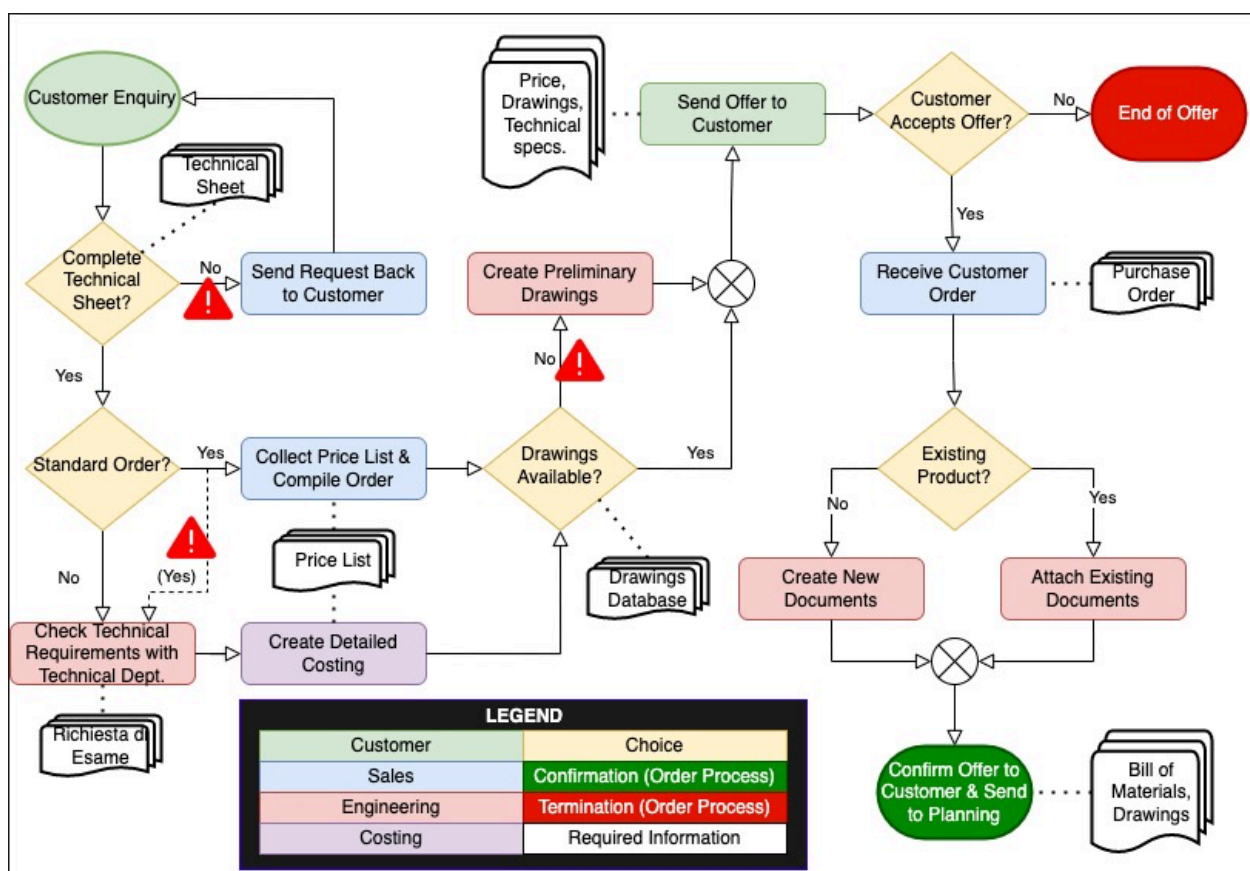 Customer Enquiry
Technical
Sheet
Complete
Technical
Sheet?
No
Send Request Back
to Customer
Yes
Standard Order?
Yes
Collect Price List &
Compile Order
(Yes)
No
Price List
Check Technical
Requirements with
Technical Dept.
Create Detailed
Costing
Richiesta di
Esame
Price,
Drawings,
Technical
specs.
Send Offer to
Customer
Create Preliminary
Drawings
No
Drawings
Available?
Yes
Drawings
Database
Customer
Accepts Offer?
No
End of Offer
Yes
Receive Customer
Order
Purchase
Order
Existing
Product?
No
Yes
Create New
Documents
Attach Existing
Documents
Confirm Offer to
Customer & Send
to Planning
Bill of
Materials,
Drawings
LEGEND
Customer
Choice
Sales
Confirmation (Order Process)
Engineering
Termination (Order Process)
Costing
Required Information